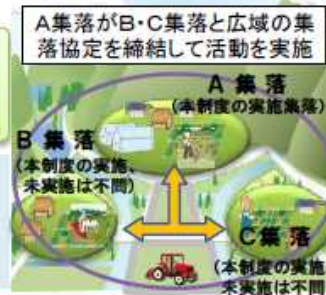 A集落がB・C集落と広域の集
落協定を締結して活動を実施
A 集 落
(本制度の実施集落)
B 集 落
(本制度の実施、
未実施は不問)
C集 落
(本制度の実施
未実施は不問